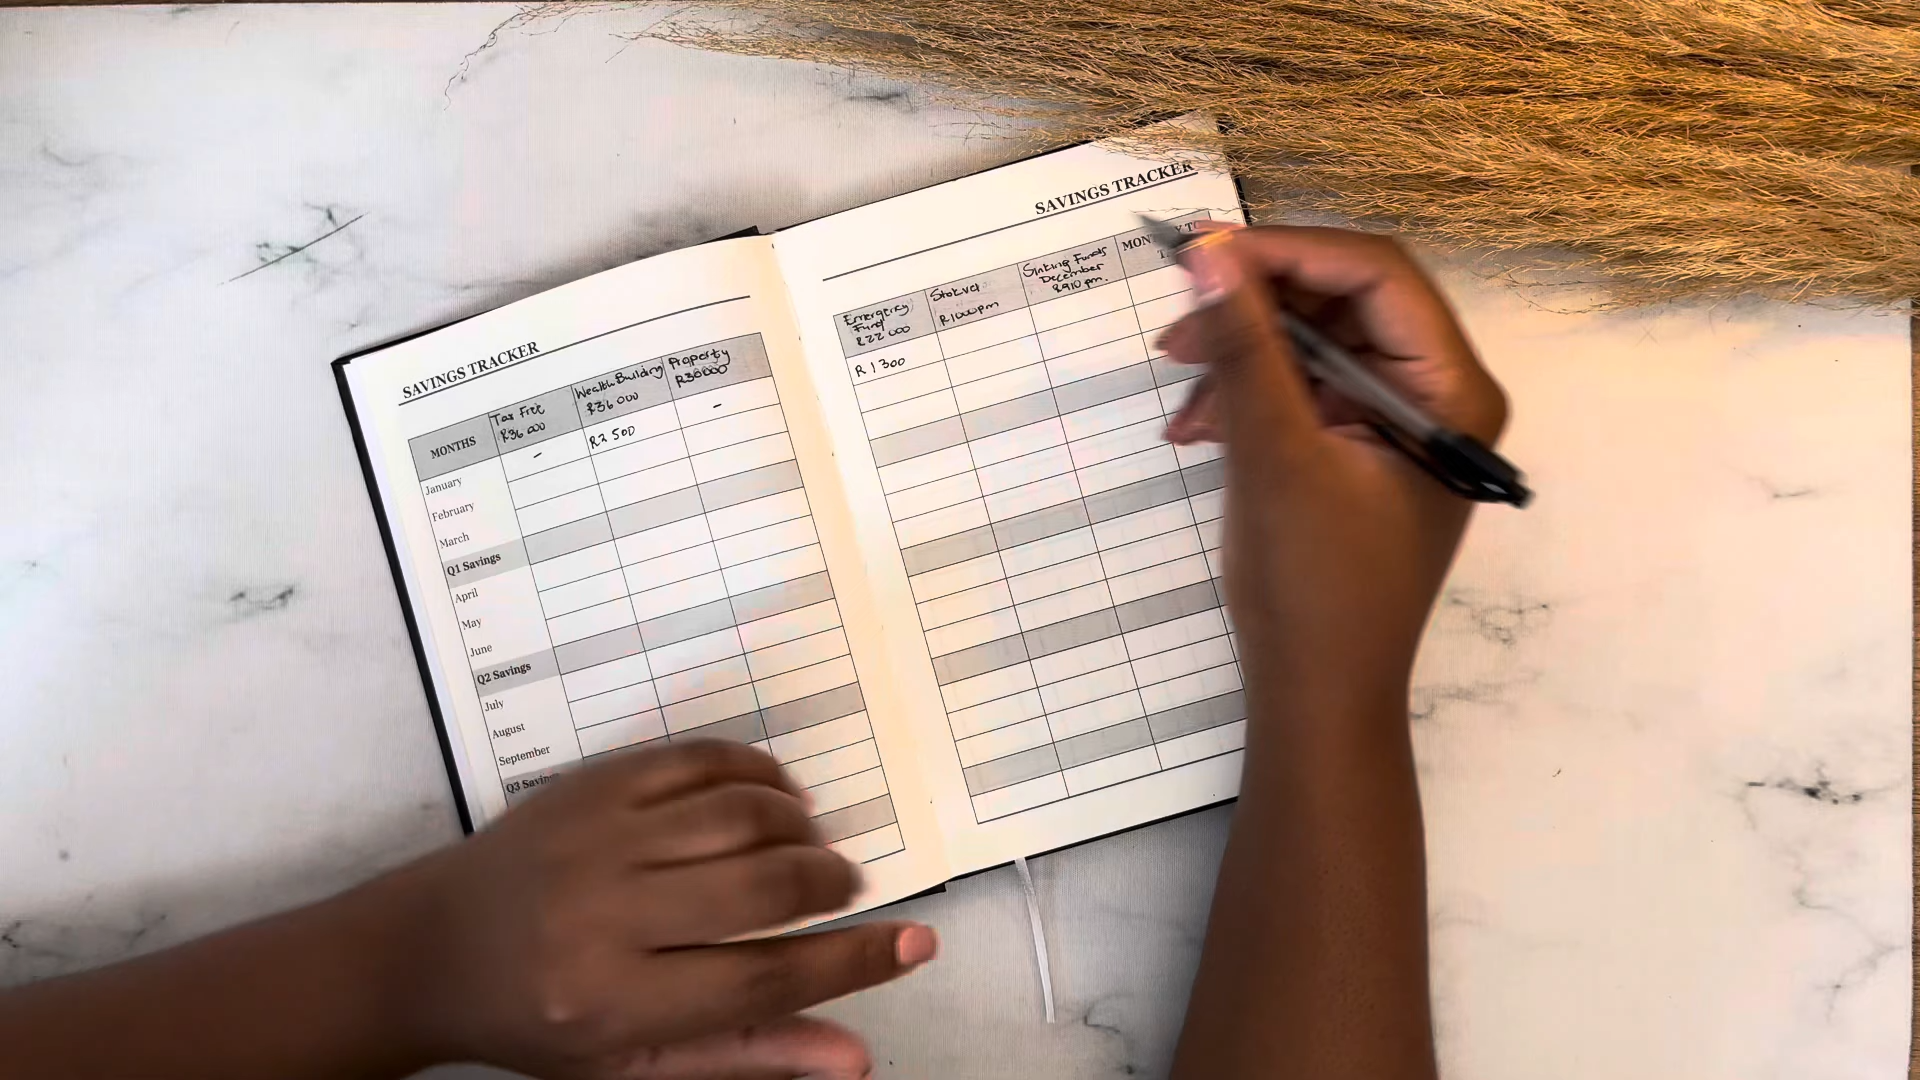 SAVINGS TRACKER
MONTHS
Tax Free
R36 000
Wealth Building
R36 000
Property
R30000
January
-
R2 500
-
February
March
Q1 Savings
April
May
June
Q2 Savings
July
August
September
Q3 Savings
SAVINGS TRACKER
Emergency
Fund
R22 000
Stokvel
R1000pm
Sinking Funds
December
R910 pm.
R1300